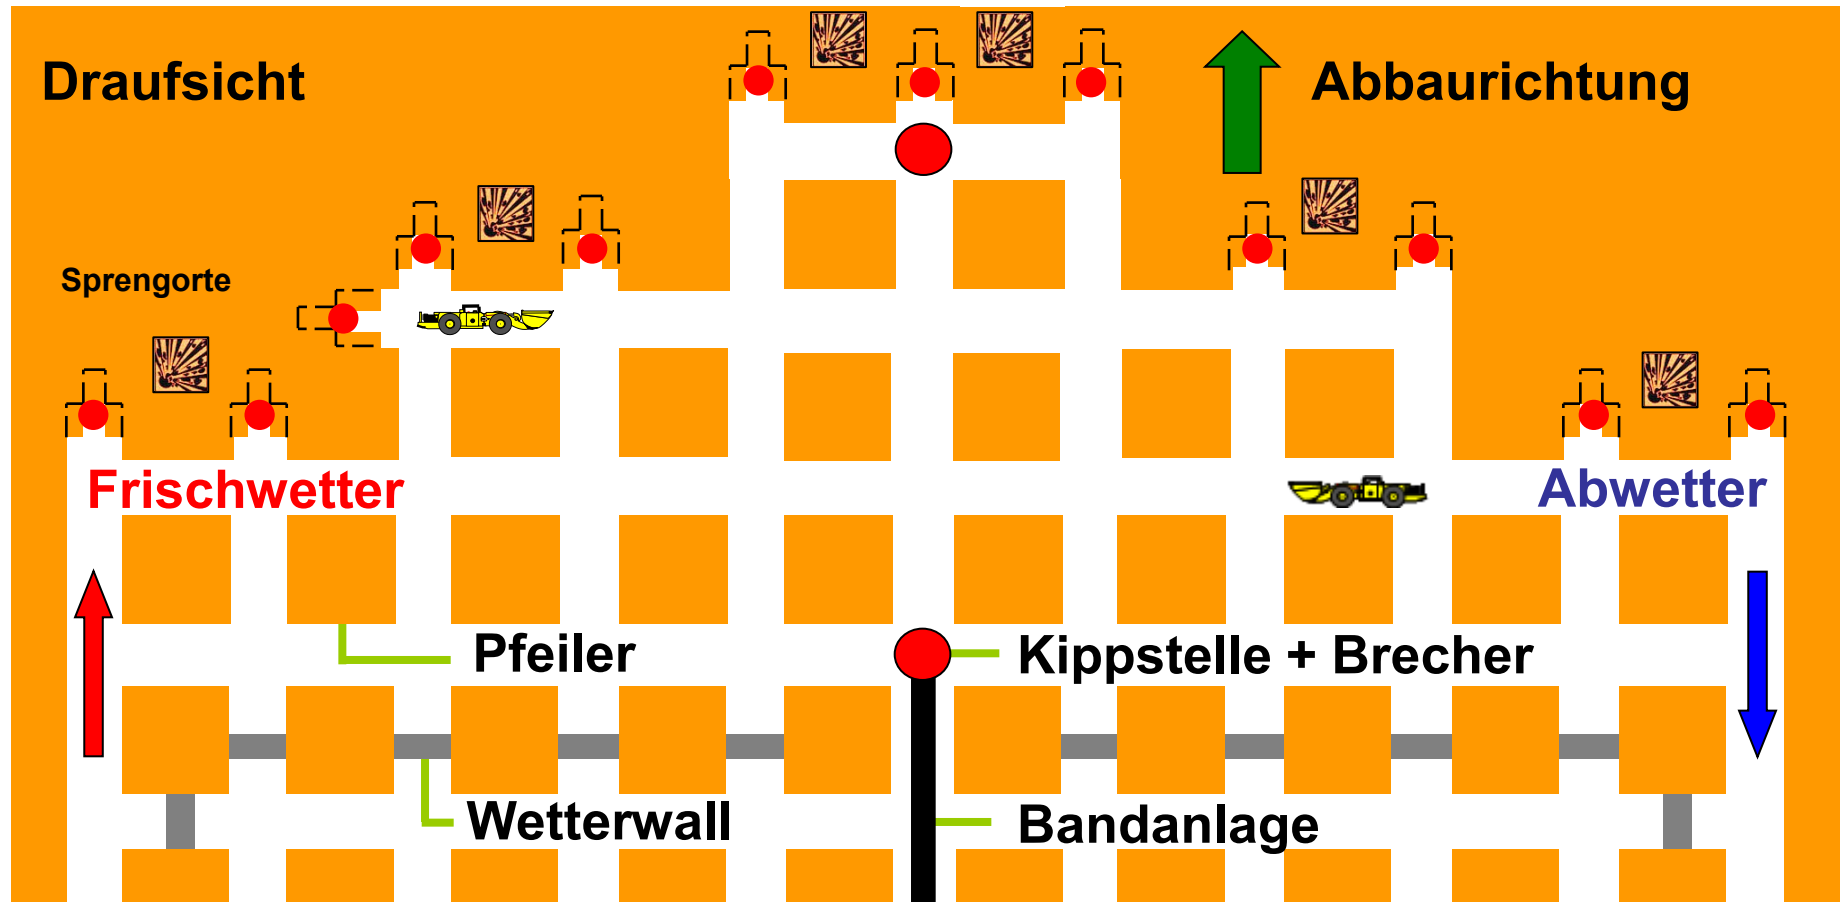 Draufsicht
Abbaurichtung
Sprengorte
Frischwetter
Abwetter
Pfeiler
Kippstelle + Brecher
Wetterwall
Bandanlage